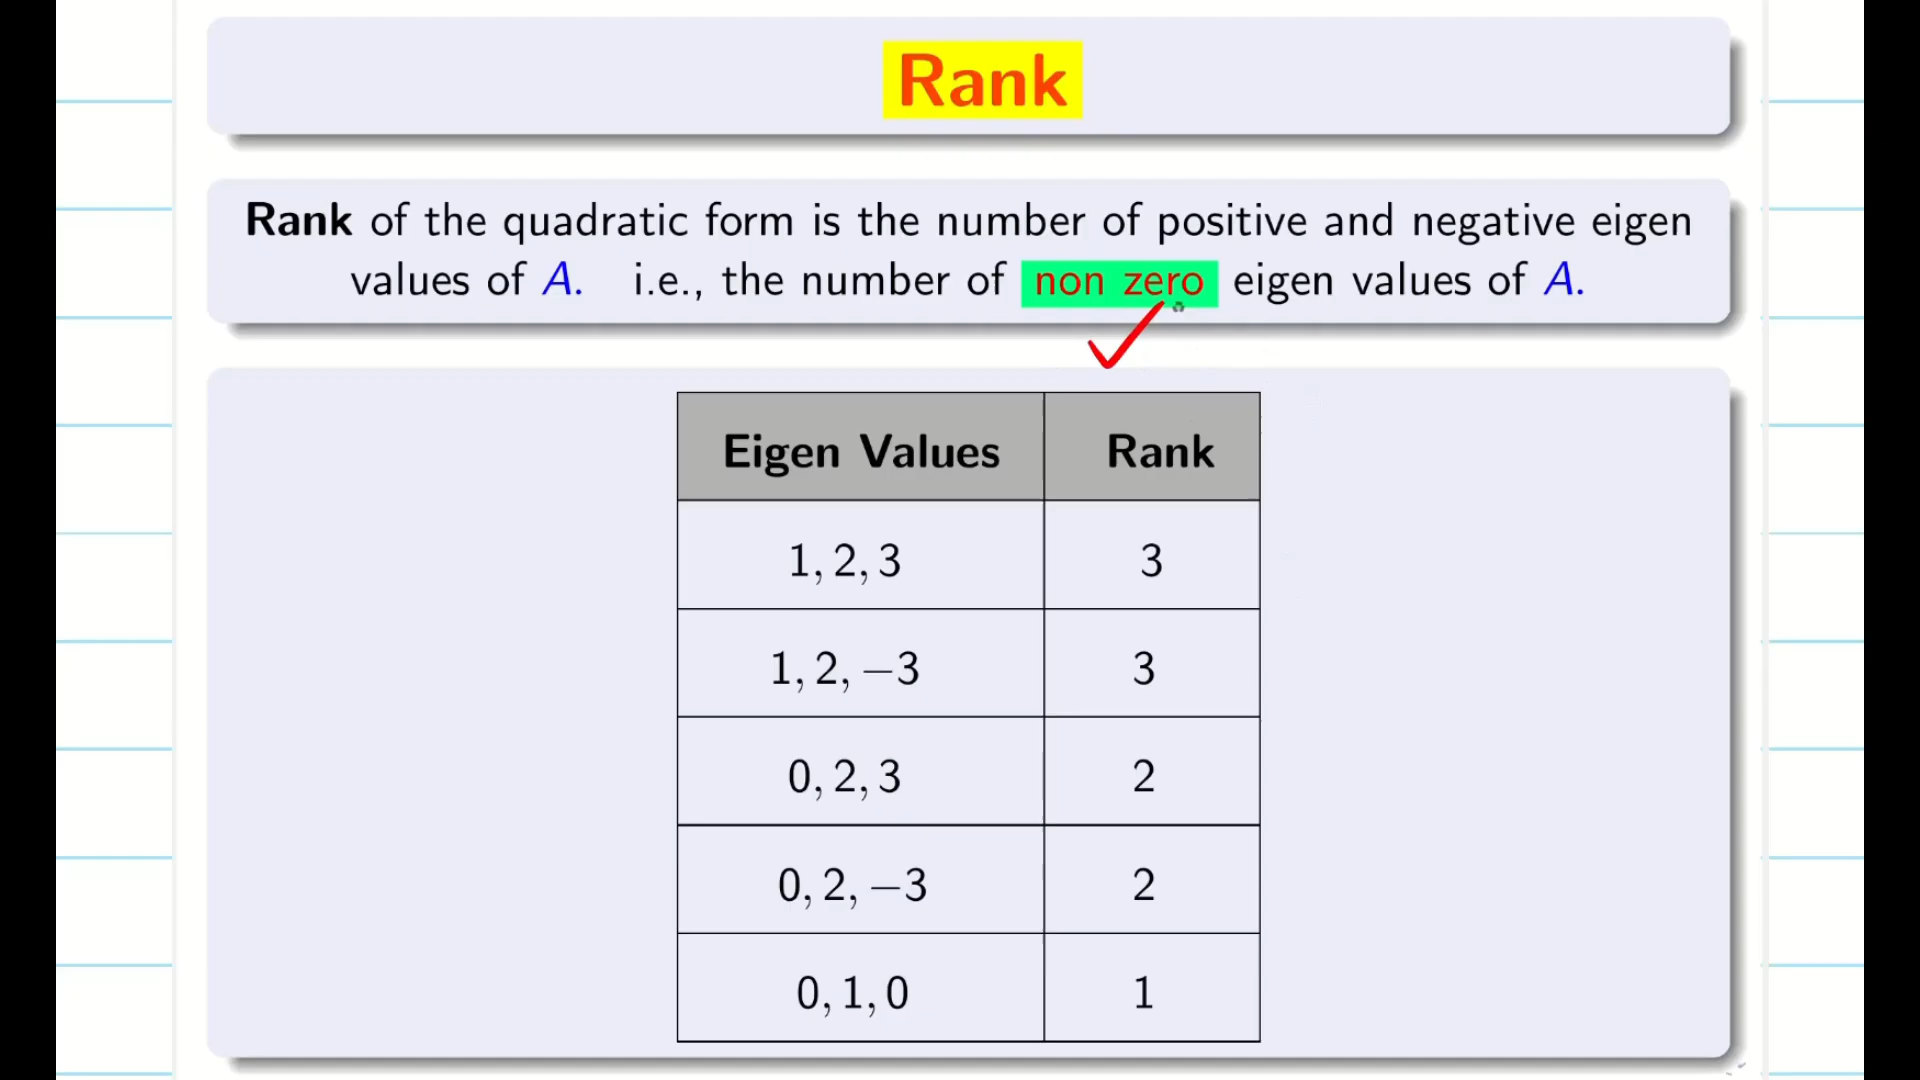 Rank
Rank of the quadratic form is the number of positive and negative eigen
values of A. i.e., the number of non zero eigen values of A.
Eigen Values Rank
1, 2, 3 3
1, 2, −3 3
0, 2, 3 2
0, 2, −3 2
0, 1, 0 1